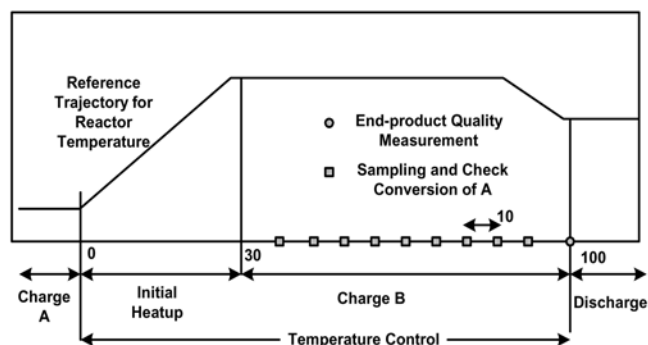 Reference
Trajectory for
Reactor
Temperature
End-product Quality
Measurement
Sampling and Check
Conversion of A
10
0
30
100
Charge
A
Initial
Heatup
Charge B
Discharge
Temperature Control